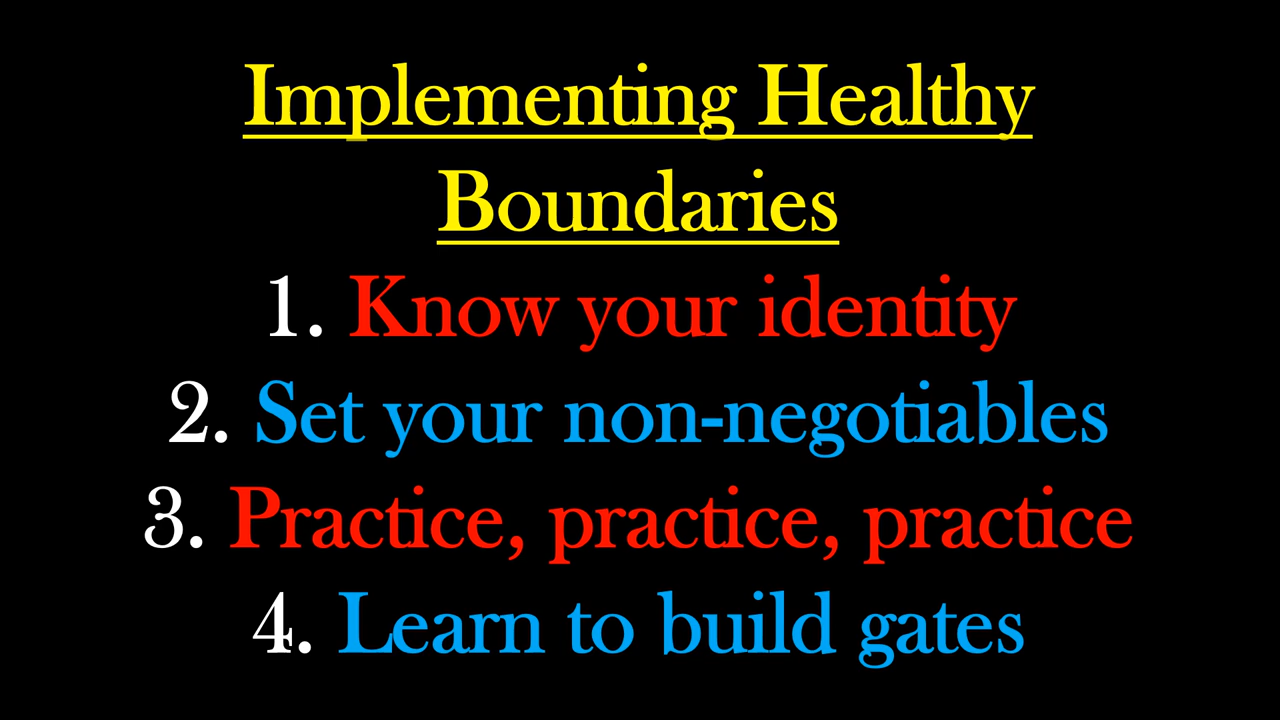 Implementing Healthy
Boundaries
1. Know your identity
2. Set your non-negotiables
3. Practice, practice, practice
4. Learn to build gates